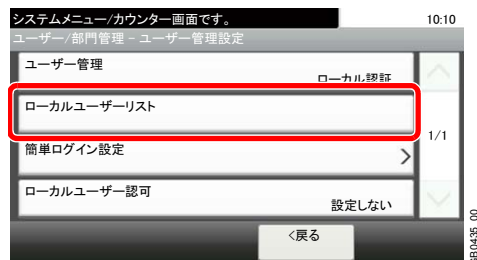 システムメニュー/カウンター画面です。
10:10
ユーザー/部門管理 - ユーザー管理設定
ユーザー管理
ローカル認証
ローカルユーザーリスト
1/1
簡単ログイン設定
ローカルユーザー認可
設定しない
<戻る
GB0435_00